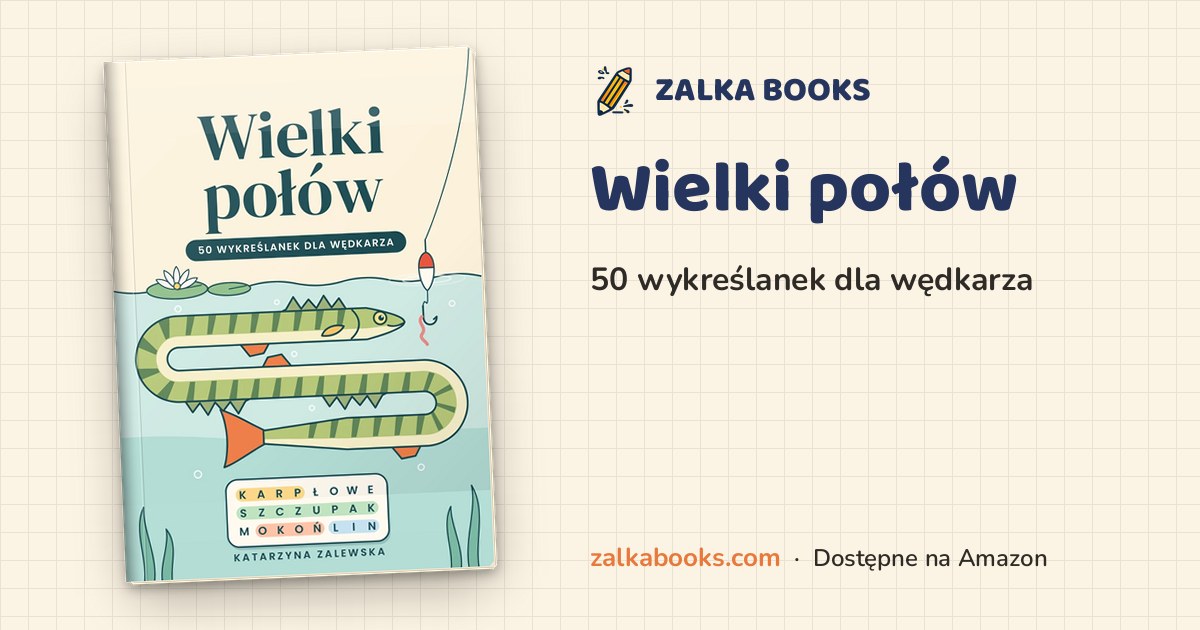 Wielki
połów
50 WYKREŚLANEK DLA WĘDKARZA
KARPŁOWE
SZCZUPAK
MOKOŃLIN
KATARZYNA ZALEWSKA
ZALKA BOOKS
Wielki połów
50 wykreślanek dla wędkarza
zalkabooks.com · Dostępne na Amazon